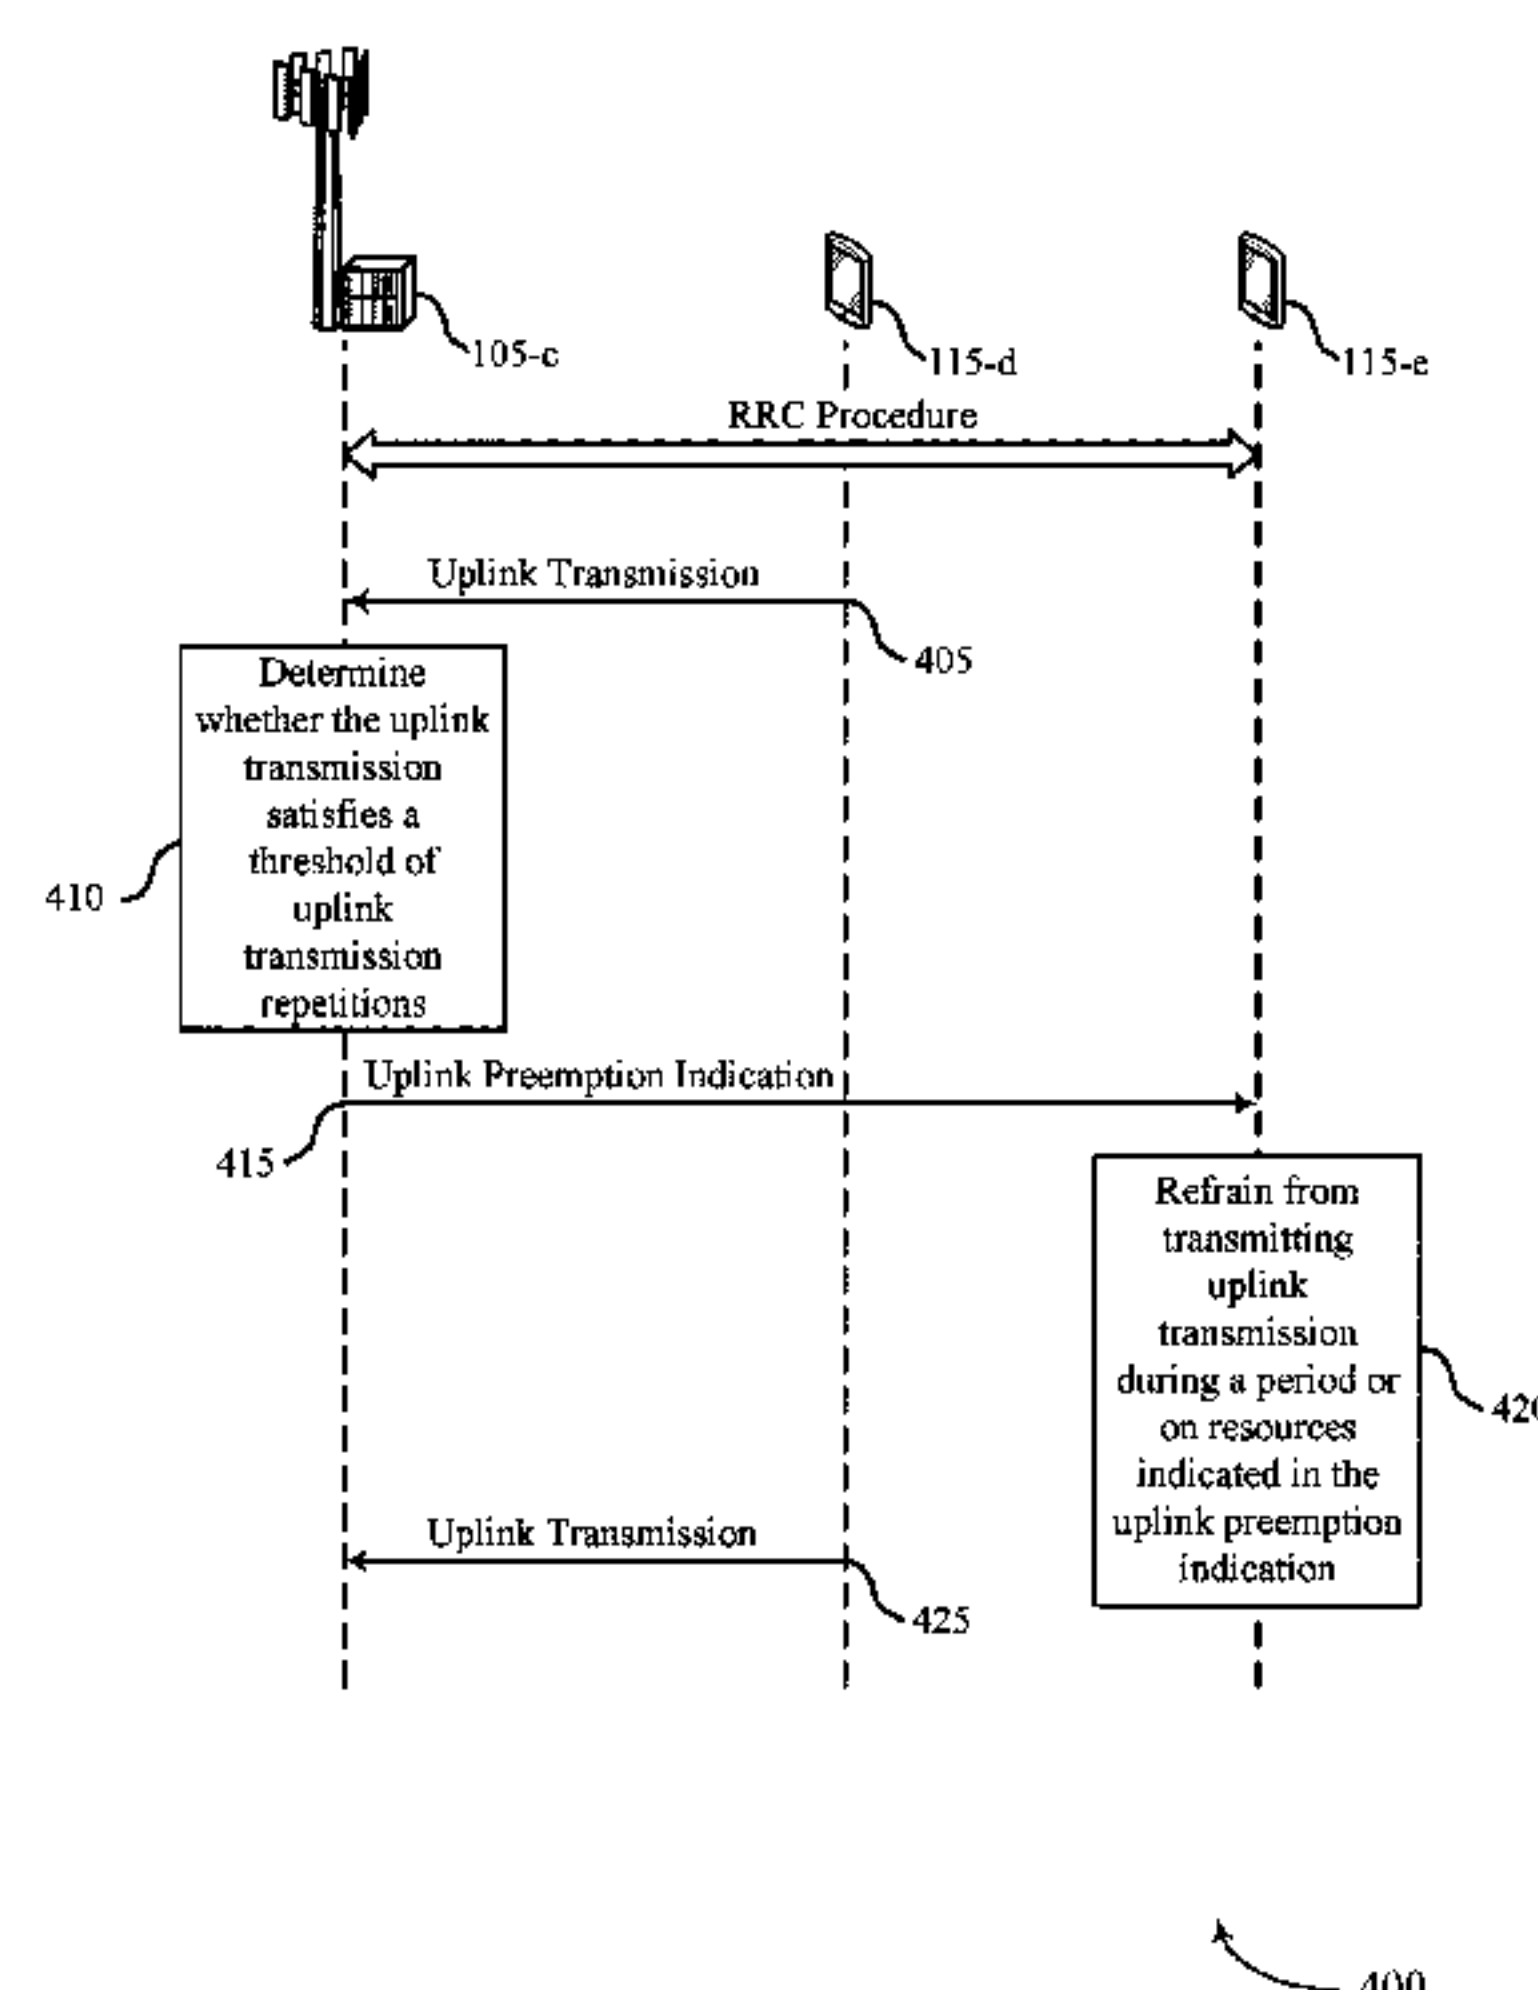 105-c
115-d
115-e
RRC Procedure
Uplink Transmission
405
Determine
whether the uplink
transmission
satisfies a
threshold of
uplink
transmission
repetitions
410
Uplink Preemption Indication
415
Refrain from
transmitting
uplink
transmission
during a period or
on resources
indicated in the
uplink preemption
indication
420
Uplink Transmission
425
400